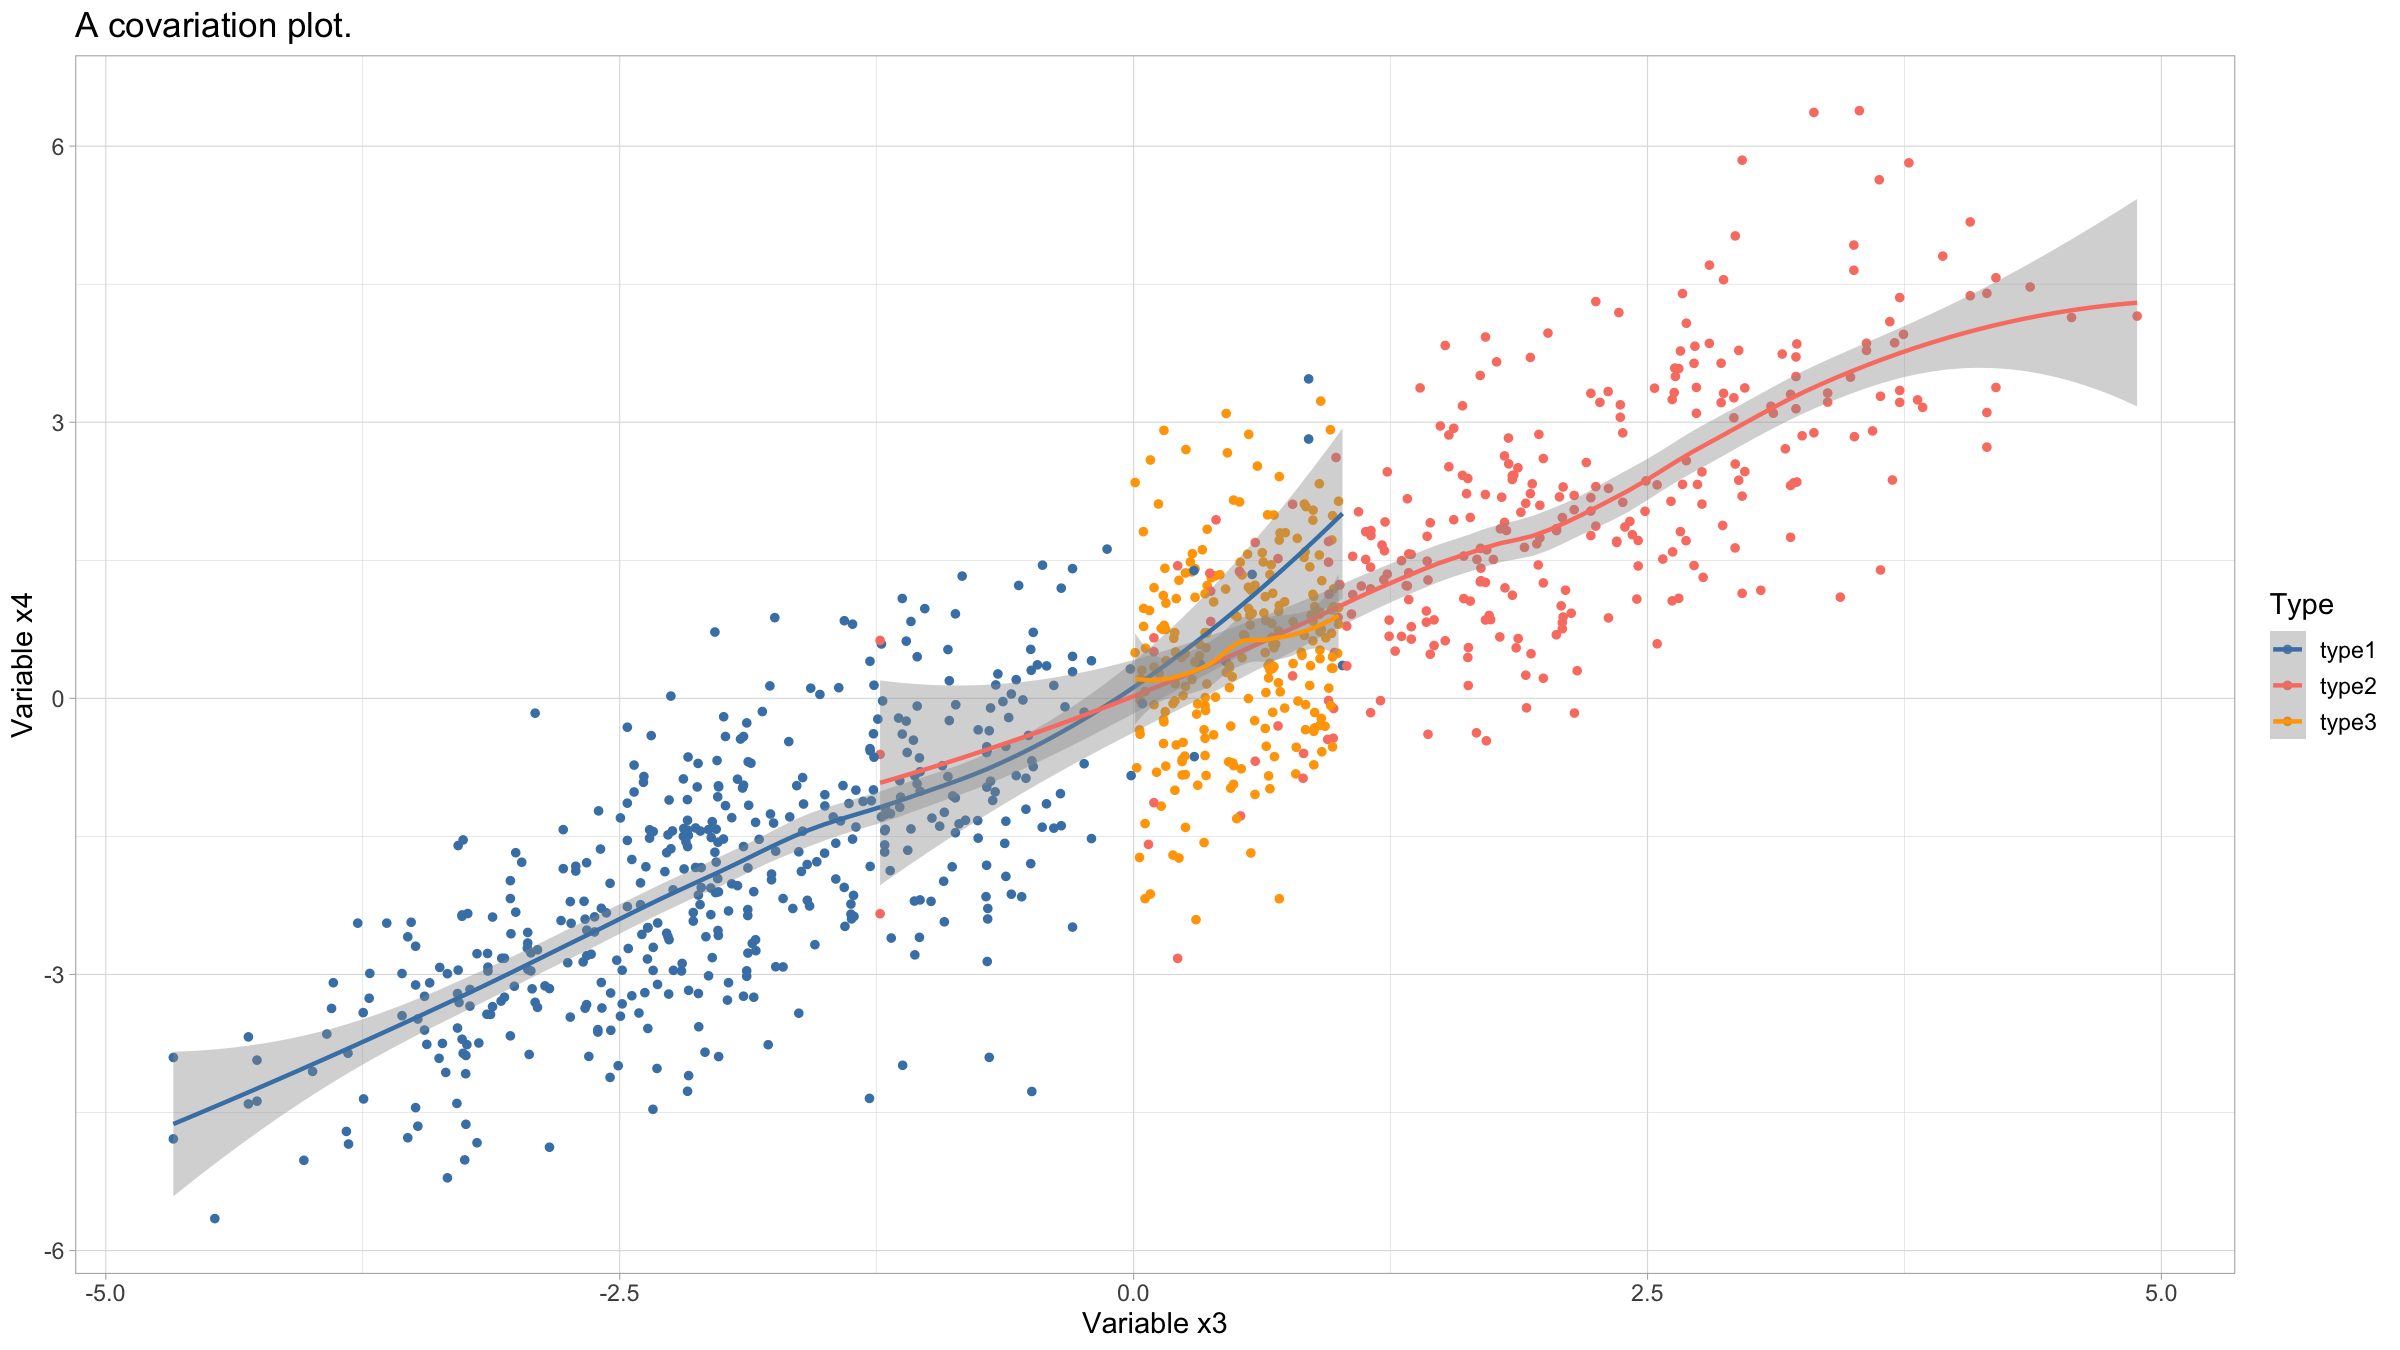 A covariation plot.
6
3
0
-3
-6
Variable x4
-5.0 -2.5 0.0 2.5 5.0
Variable x3
Type
type1
type2
type3